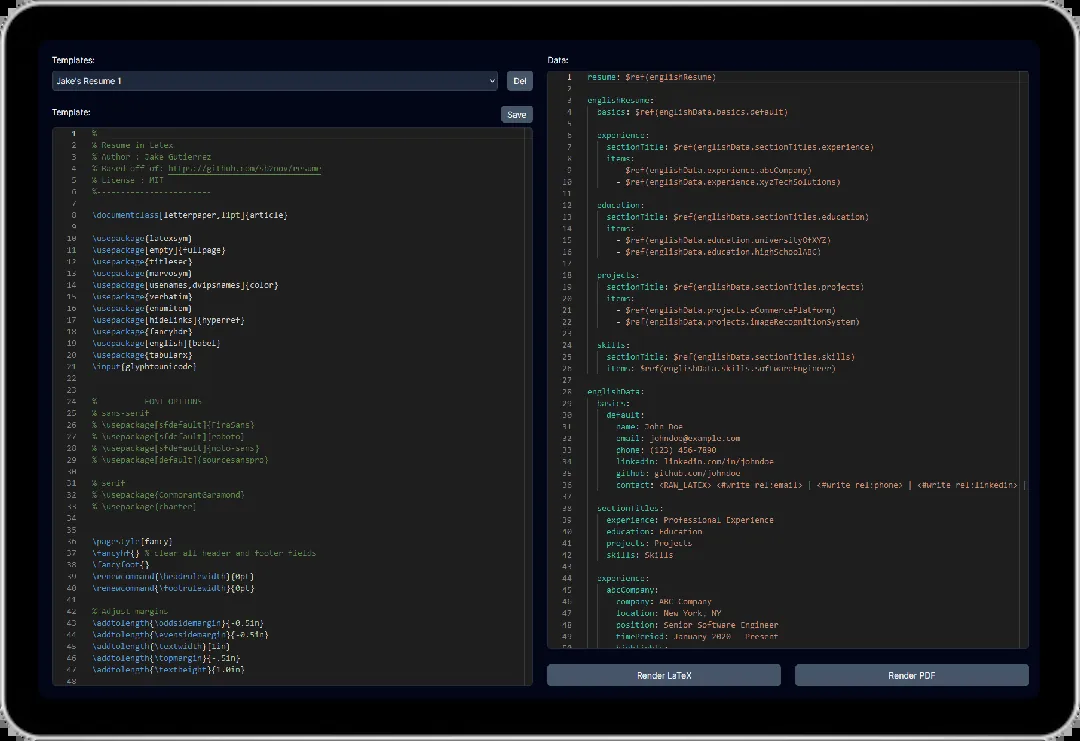 Templates:
Jake's Resume 1
Del
Template:
Save
1 %
2 % Resume in Latex
3 % Author : Jake Gutierrez
4 % Based off of: https://github.com/sb2nov/resume
5 % License : MIT
6 %------------------------
7
8 \documentclass[letterpaper,11pt]{article}
9
10 \usepackage{latexsym}
11 \usepackage[empty]{fullpage}
12 \usepackage{titlesec}
13 \usepackage{marvosym}
14 \usepackage[usenames,dvipsnames]{color}
15 \usepackage{verbatim}
16 \usepackage{enumitem}
17 \usepackage[hidelinks]{hyperref}
18 \usepackage{fancyhdr}
19 \usepackage[english]{babel}
20 \usepackage{tabularx}
21 \input{glyphtounicode}
22
23
24 % FONT OPTIONS
25 % sans-serif
26 % \usepackage[sfdefault]{FiraSans}
27 % \usepackage[sfdefault]{roboto}
28 % \usepackage[sfdefault]{noto-sans}
29 % \usepackage[default]{sourcesanspro}
30
31 % serif
32 % \usepackage{CormorantGaramond}
33 % \usepackage{charter}
34
35
36 \pagestyle{fancy}
37 \fancyhf{} % clear all header and footer fields
38 \fancyfoot{}
39 \renewcommand{\headrulewidth}{0pt}
40 \renewcommand{\footrulewidth}{0pt}
41
42 % Adjust margins
43 \addtolength{\oddsidemargin}{-0.5in}
44 \addtolength{\evensidemargin}{-0.5in}
45 \addtolength{\textwidth}{1in}
46 \addtolength{\topmargin}{-.5in}
47 \addtolength{\textheight}{1.0in}
48
Data:
1 resume: $ref(englishResume)
2
3 englishResume:
4 basics: $ref(englishData.basics.default)
5
6 experience:
7 sectionTitle: $ref(englishData.sectionTitles.experience)
8 items:
9 - $ref(englishData.experience.abcCompany)
10 - $ref(englishData.experience.xyzTechSolutions)
11
12 education:
13 sectionTitle: $ref(englishData.sectionTitles.education)
14 items:
15 - $ref(englishData.education.universityOfXYZ)
16 - $ref(englishData.education.highSchoolABC)
17
18 projects:
19 sectionTitle: $ref(englishData.sectionTitles.projects)
20 items:
21 - $ref(englishData.projects.eCommercePlatform)
22 - $ref(englishData.projects.imageRecognitionSystem)
23
24 skills:
25 sectionTitle: $ref(englishData.sectionTitles.skills)
26 items: $ref(englishData.skills.softwareEngineer)
27
28 englishData:
29 basics:
30 default:
31 name: John Doe
32 email: johndoe@example.com
33 phone: (123) 456-7890
34 linkedin: linkedin.com/in/johndoe
35 github: github.com/johndoe
36 contact: <RAW_LATEX> <#write rel:email> | <#write rel:phone> | <#write rel:linkedin> |
37
38 sectionTitles:
39 experience: Professional Experience
40 education: Education
41 projects: Projects
42 skills: Skills
43
44 experience:
45 abcCompany:
46 company: ABC Company
47 location: New York, NY
48 position: Senior Software Engineer
49 timePeriod: January 2020 - Present
Render LaTeX
Render PDF